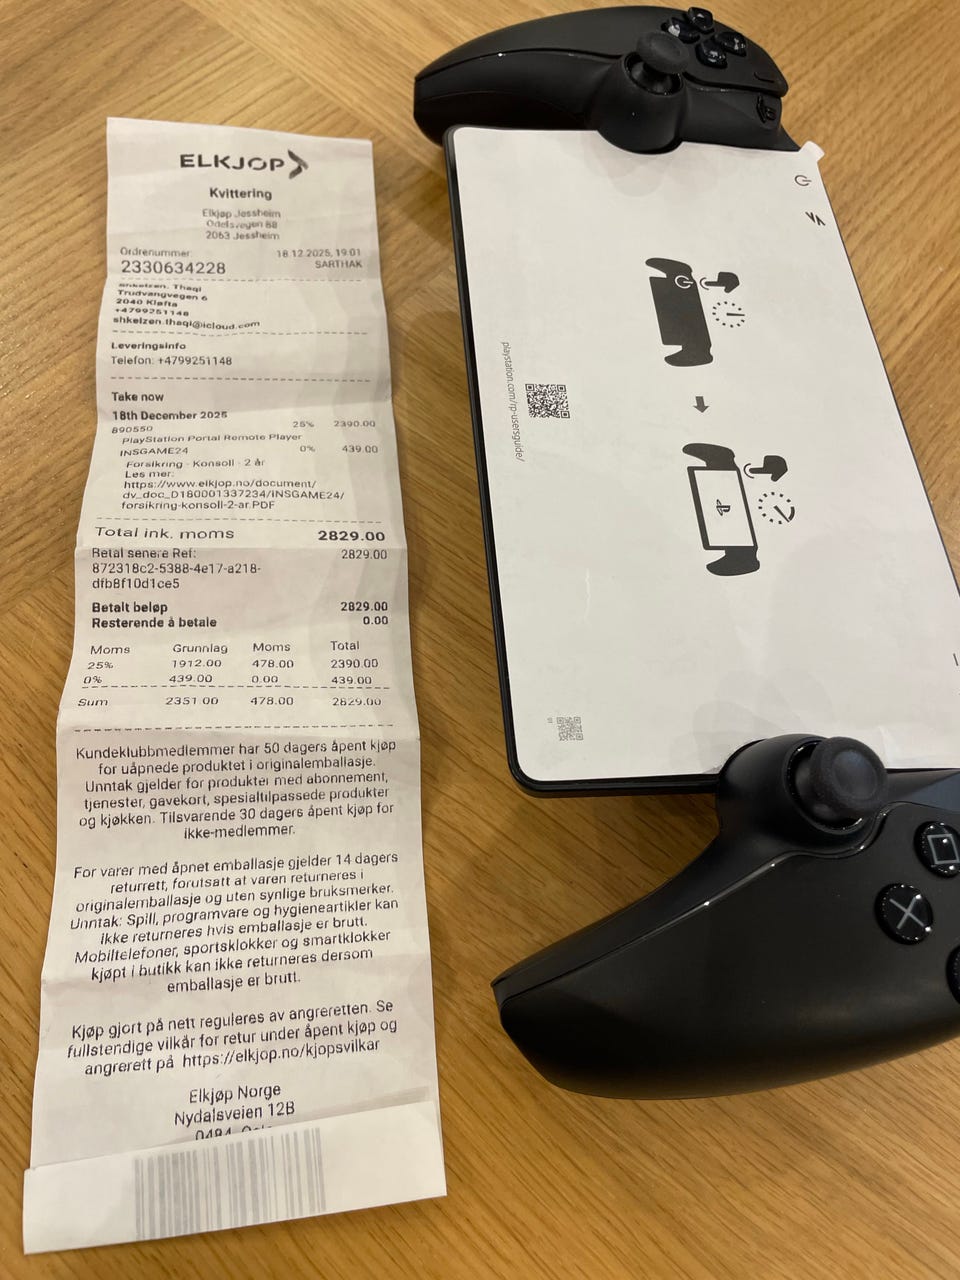 ELKJOP
Kvittering
Elkjøp Jessheim
Odelsvegen 68
2063 Jessheim
Ordrenummer: 18.12.2025, 19:01
2330634228 SARTHAK
Shkelzen. Thaqi
Trudvangvegen 6
2040 Kløfta
+4799251148
shkelzen.thaqi@icloud.com
Leveringsinfo
Telefon: +4799251148
Take now
18th December 2025
890550 25% 2390.00
PlayStation Portal Remote Player
INSGAME24 0% 439.00
Forsikring - Konsoll - 2 år
Les mer:
https://www.elkjop.no/document/
dv_doc_D180001337234/INSGAME24/
forsikring-konsoll-2-ar.PDF
Total ink. moms 2829.00
Betal senere Ref: 2829.00
872318c2-5388-4e17-a218-
dfb8f10d1ce5
Betalt beløp 2829.00
Resterende å betale 0.00
Moms Grunnlag Moms Total
25% 1912.00 478.00 2390.00
0% 439.00 0.00 439.00
Sum 2351.00 478.00 2829.00
Kundeklubbmedlemmer har 50 dagers åpent kjøp
for uåpnede produktet i originalemballasje.
Unntak gjelder for produkter med abonnement,
tjenester, gavekort, spesialtilpassede produkter
og kjøkken. Tilsvarende 30 dagers åpent kjøp for
ikke-medlemmer.
For varer med åpnet emballasje gjelder 14 dagers
returrett, forutsatt at varen returneres i
originalemballasje og uten synlige bruksmerker.
Unntak: Spill, programvare og hygieneartikler kan
ikke returneres hvis emballasje er brutt.
Mobiltelefoner, sportsklokker og smartklokker
kjøpt i butikk kan ikke returneres dersom
emballasje er brutt.
Kjøp gjort på nett reguleres av angreretten. Se
fullstendige vilkår for retur under åpent kjøp og
angrerett på https://elkjop.no/kjopsvilkar
Elkjøp Norge
Nydalsveien 12B
0484 Oslo
playstation.com/rp-usersguide/